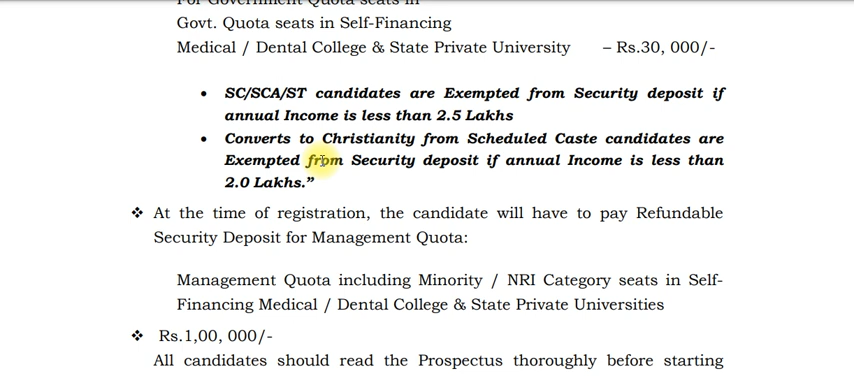 For Government Quota seats in
Govt. Quota seats in Self-Financing
Medical / Dental College & State Private University – Rs.30, 000/-
• SC/SCA/ST candidates are Exempted from Security deposit if
annual Income is less than 2.5 Lakhs
• Converts to Christianity from Scheduled Caste candidates are
Exempted from Security deposit if annual Income is less than
2.0 Lakhs.”
❖ At the time of registration, the candidate will have to pay Refundable
Security Deposit for Management Quota:
Management Quota including Minority / NRI Category seats in Self-
Financing Medical / Dental College & State Private Universities
❖ Rs.1,00, 000/-
All candidates should read the Prospectus thoroughly before starting